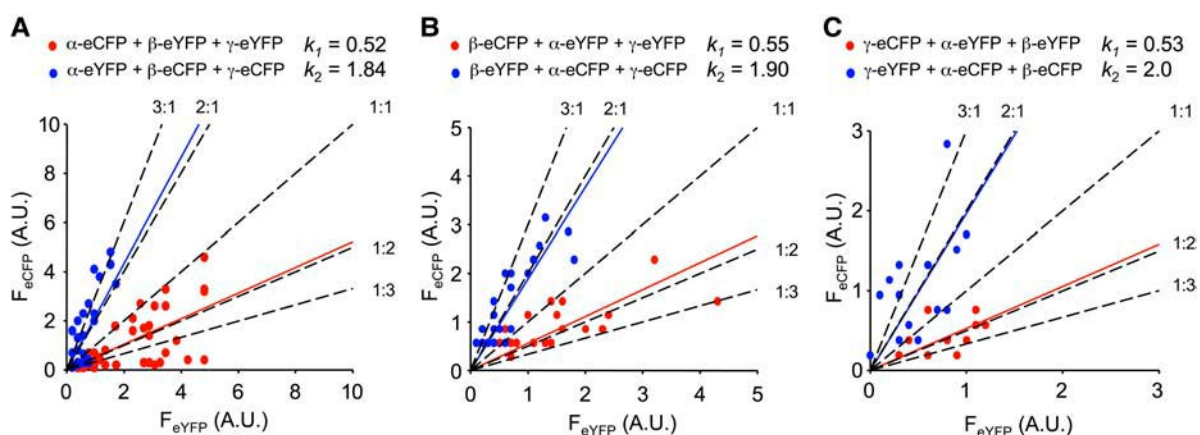 A
α-eCFP + β-eYFP + γ-eYFP k1 = 0.52
α-eYFP + β-eCFP + γ-eCFP k2 = 1.84
3:1 2:1 1:1
10
8
6
4
2
0
FeCFP (A.U.)
1:2
1:3
0 2 4 6 8 10
FeYFP (A.U.)
B
β-eCFP + α-eYFP + γ-eYFP k1 = 0.55
β-eYFP + α-eCFP + γ-eCFP k2 = 1.90
3:1 2:1 1:1
5
4
3
2
1
0
FeCFP (A.U.)
1:2
1:3
0 1 2 3 4 5
FeYFP (A.U.)
C
γ-eCFP + α-eYFP + β-eYFP k1 = 0.53
γ-eYFP + α-eCFP + β-eCFP k2 = 2.0
3:1 2:1 1:1
3
2
1
0
FeCFP (A.U.)
1:2
1:3
0 1 2 3
FeYFP (A.U.)